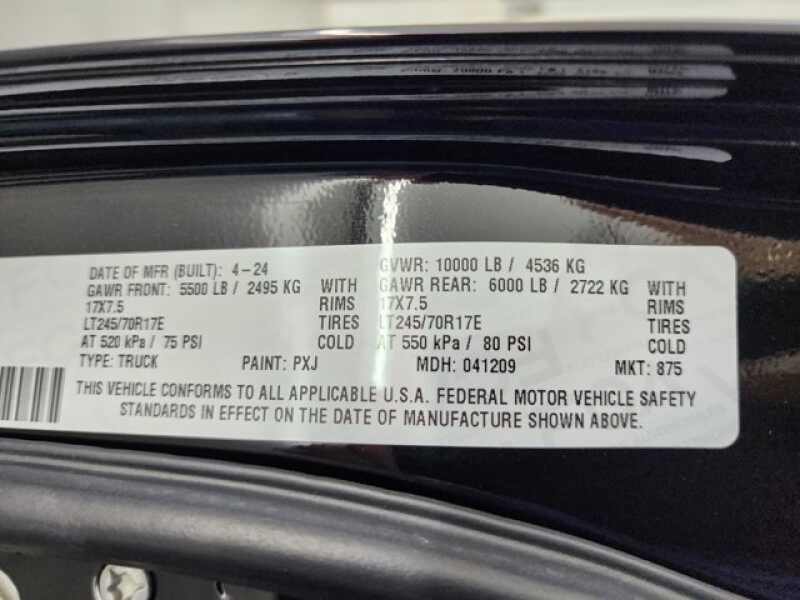 DATE OF MFR (BUILT): 4-24 GVWR: 10000 LB / 4536 KG
GAWR FRONT: 5500 LB / 2495 KG WITH GAWR REAR: 6000 LB / 2722 KG WITH
17X7.5 RIMS 17X7.5 RIMS
LT245/70R17E TIRES LT245/70R17E TIRES
AT 520 kPa / 75 PSI COLD AT 550 kPa / 80 PSI COLD
TYPE: TRUCK PAINT: PXJ MDH: 041209 MKT: 875
THIS VEHICLE CONFORMS TO ALL APPLICABLE U.S.A. FEDERAL MOTOR VEHICLE SAFETY
STANDARDS IN EFFECT ON THE DATE OF MANUFACTURE SHOWN ABOVE.